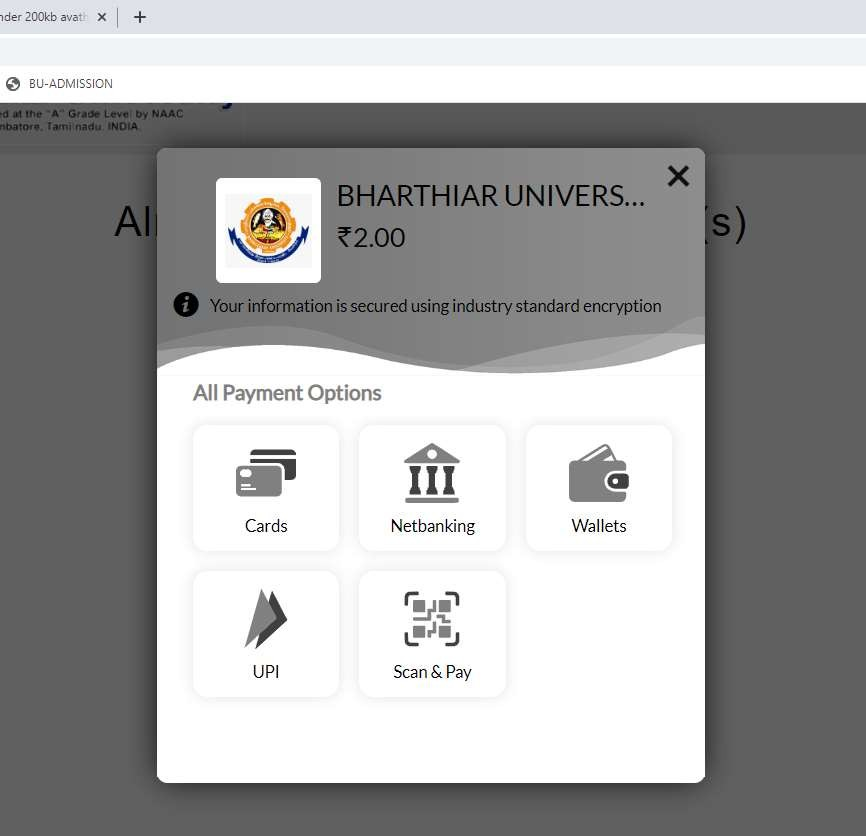 nder 200kb avath
BU-ADMISSION
ed at the "A" Grade Level by NAAC
mbatore, Tamilnadu. INDIA.
(s)
BHARTHIAR UNIVERS...
₹2.00
Your information is secured using industry standard encryption
All Payment Options
Cards
Netbanking
Wallets
UPI
Scan & Pay